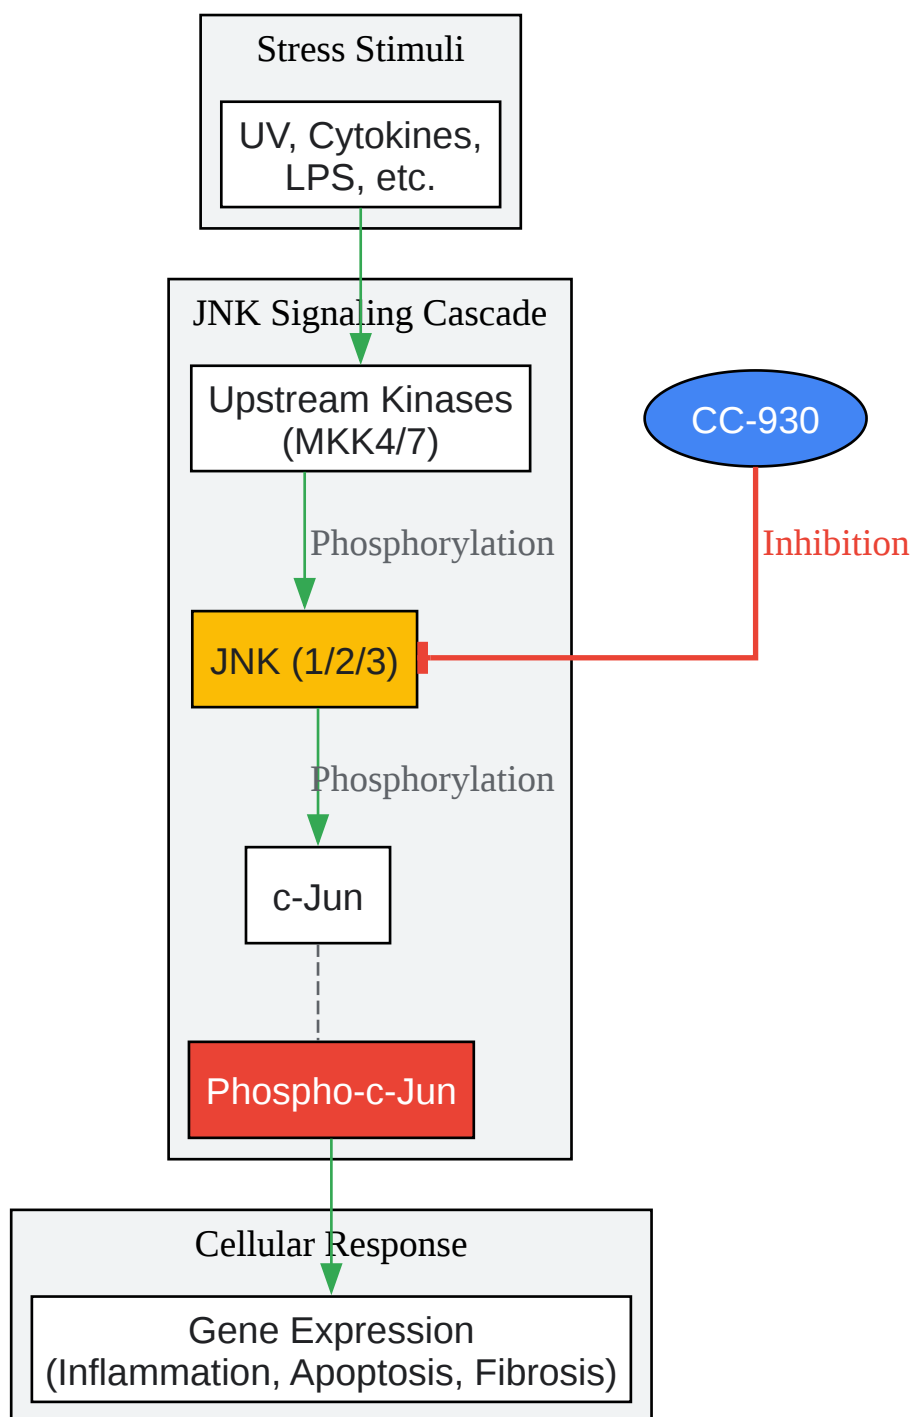 Stress Stimuli
UV, Cytokines,
LPS, etc.
JNK Signaling Cascade
Upstream Kinases
(MKK4/7)
CC-930
Phosphorylation
Inhibition
JNK (1/2/3)
Phosphorylation
c-Jun
Phospho-c-Jun
Cellular Response
Gene Expression
(Inflammation, Apoptosis, Fibrosis)